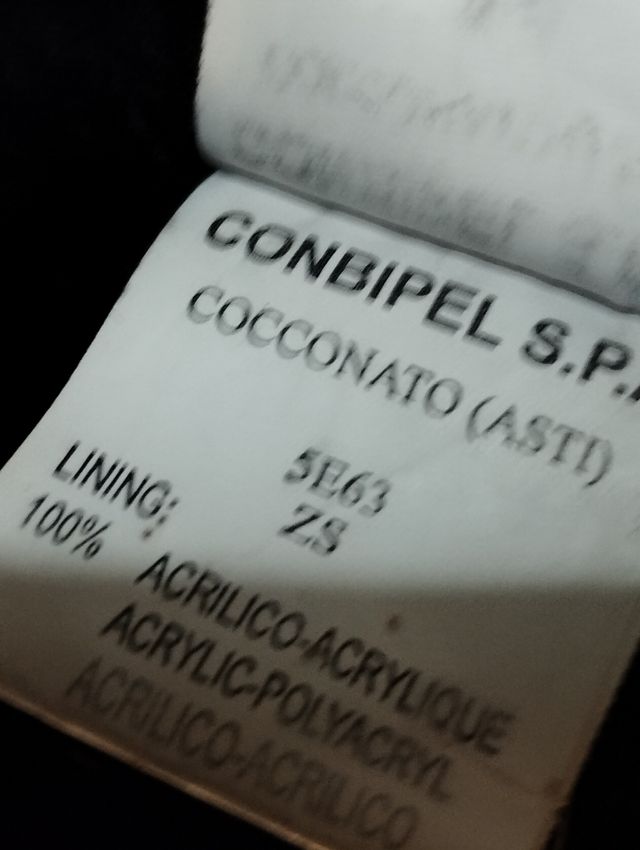 CONBIPEL S.P.A
COCCONATO (ASTI)
5E63
ZS
LINING:
100%
ACRILICO-ACRYLIQUE
ACRYLIC-POLYACRYL
ACRILICO-ACRILICO